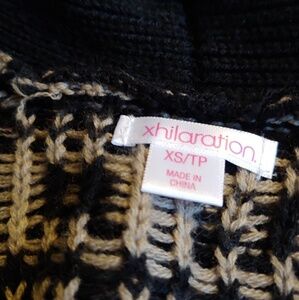 xhilaration.
XS/TP
MADE IN
CHINA